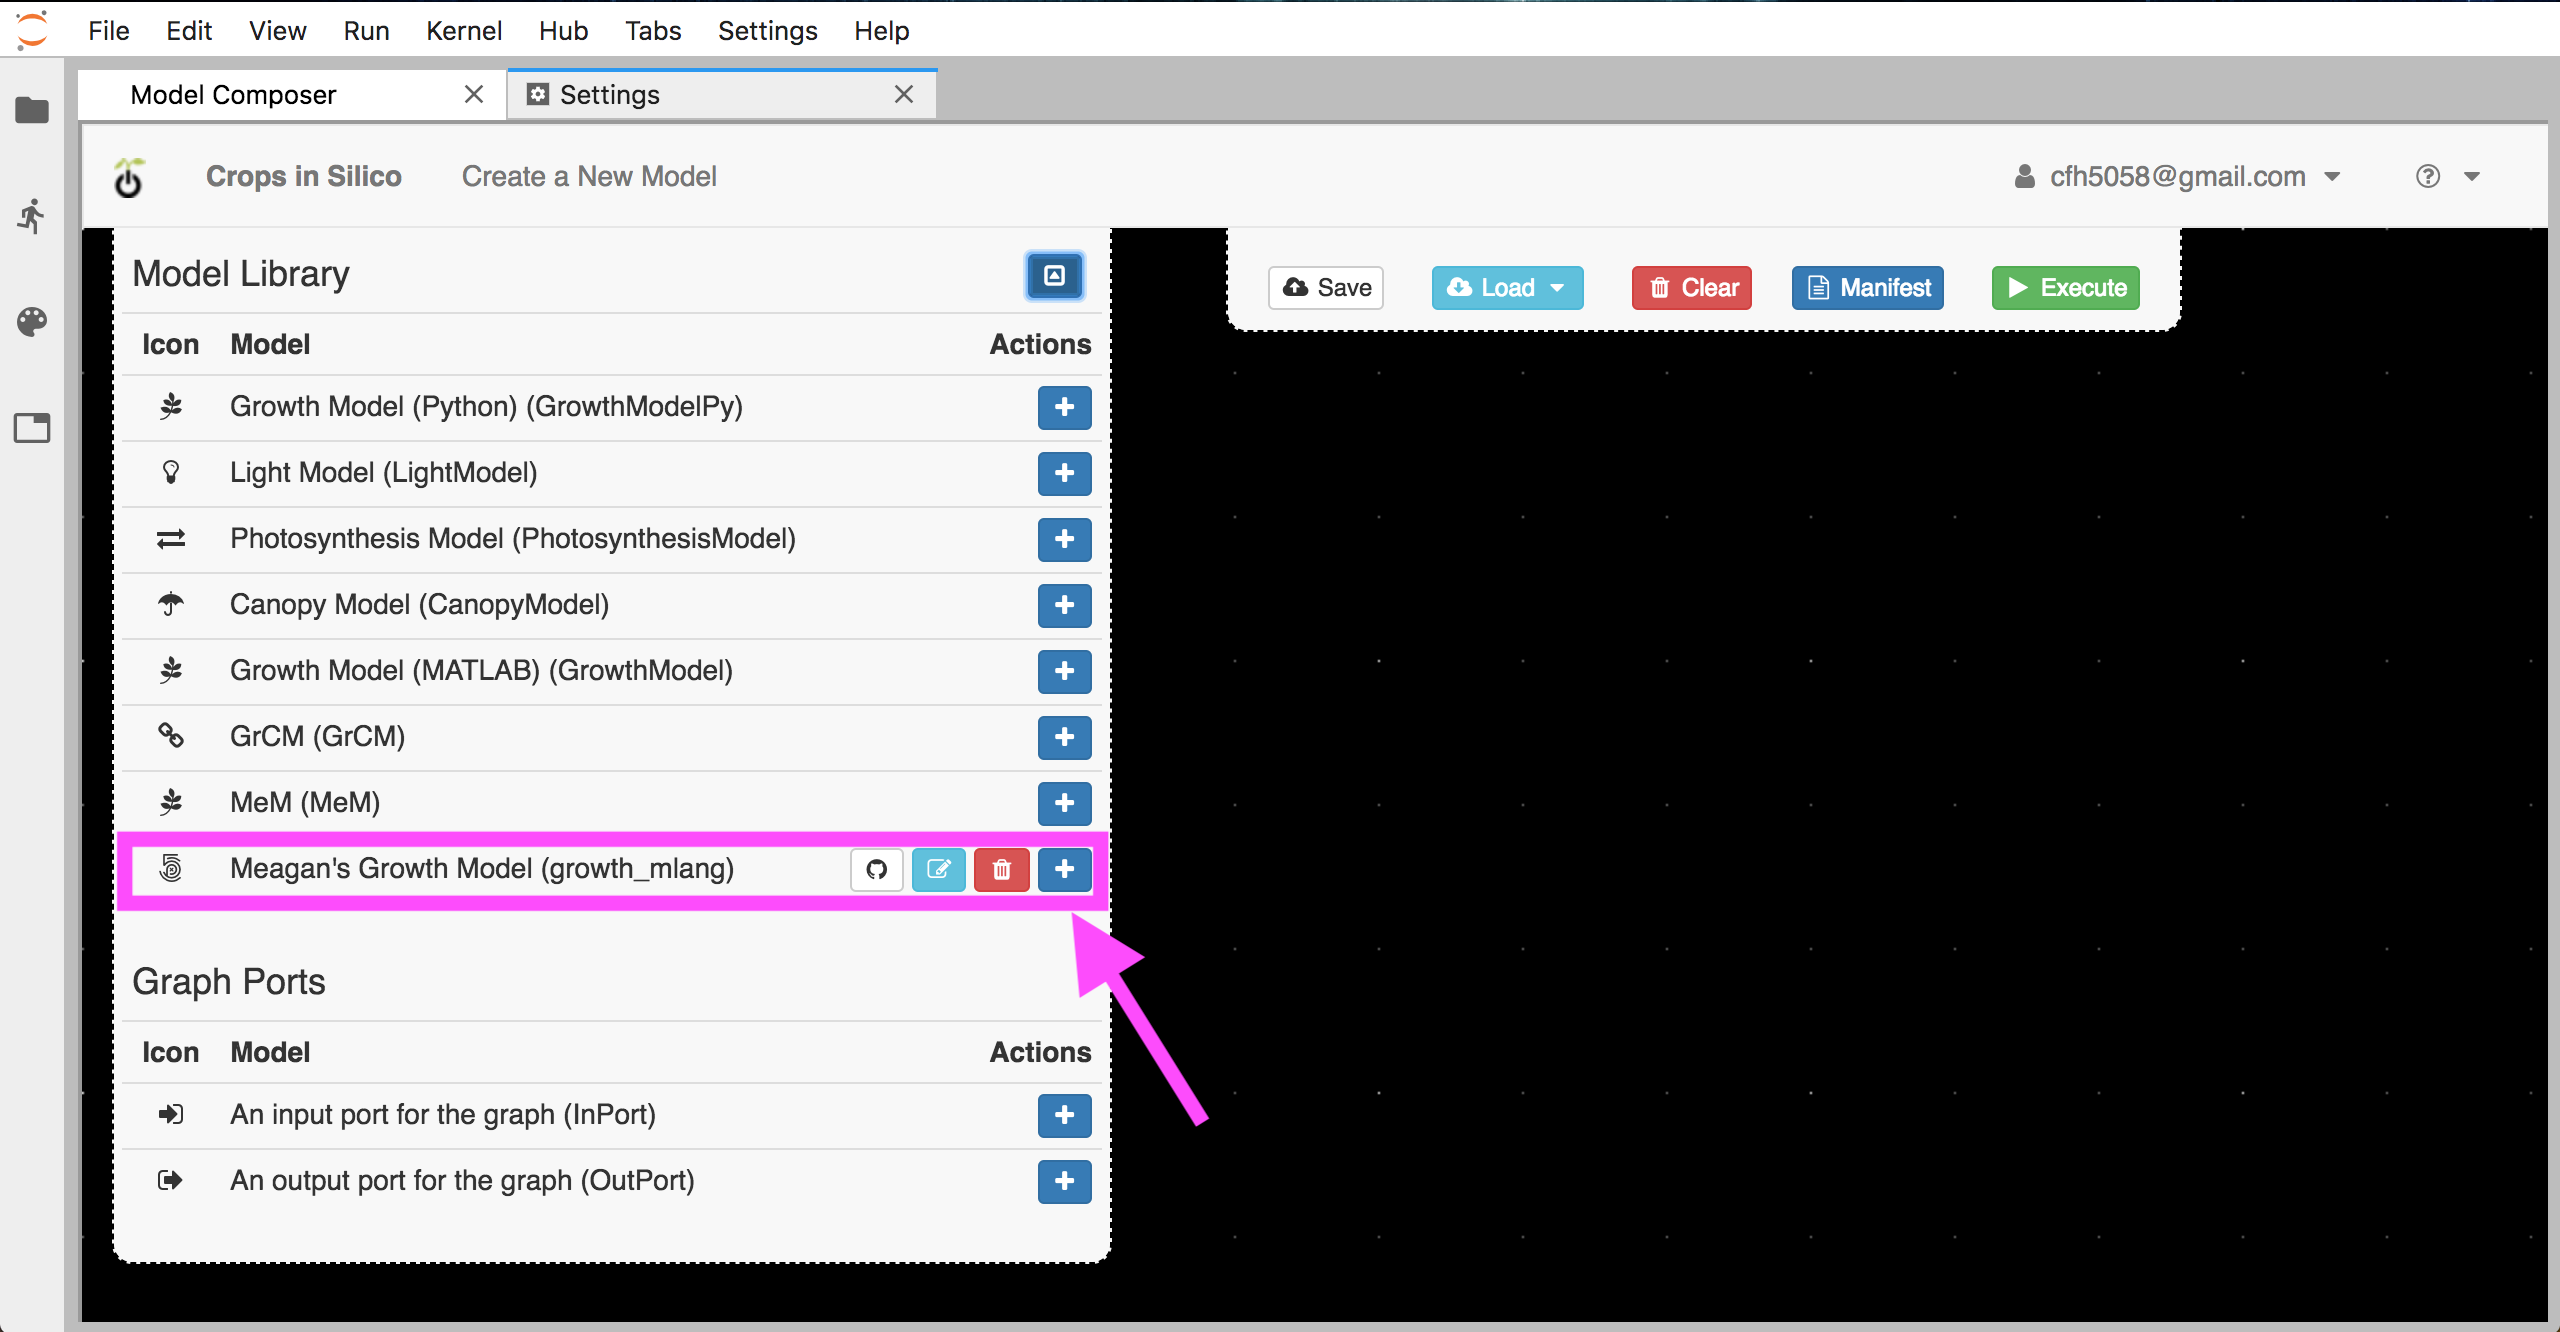 File Edit View Run Kernel Hub Tabs Settings Help
Model Composer Settings
Crops in Silico Create a New Model cfh5058@gmail.com
Model Library
Save Load Clear Manifest Execute
Icon Model Actions
Growth Model (Python) (GrowthModelPy)
Light Model (LightModel)
Photosynthesis Model (PhotosynthesisModel)
Canopy Model (CanopyModel)
Growth Model (MATLAB) (GrowthModel)
GrCM (GrCM)
MeM (MeM)
Meagan's Growth Model (growth_mlang)
Graph Ports
Icon Model Actions
An input port for the graph (InPort)
An output port for the graph (OutPort)